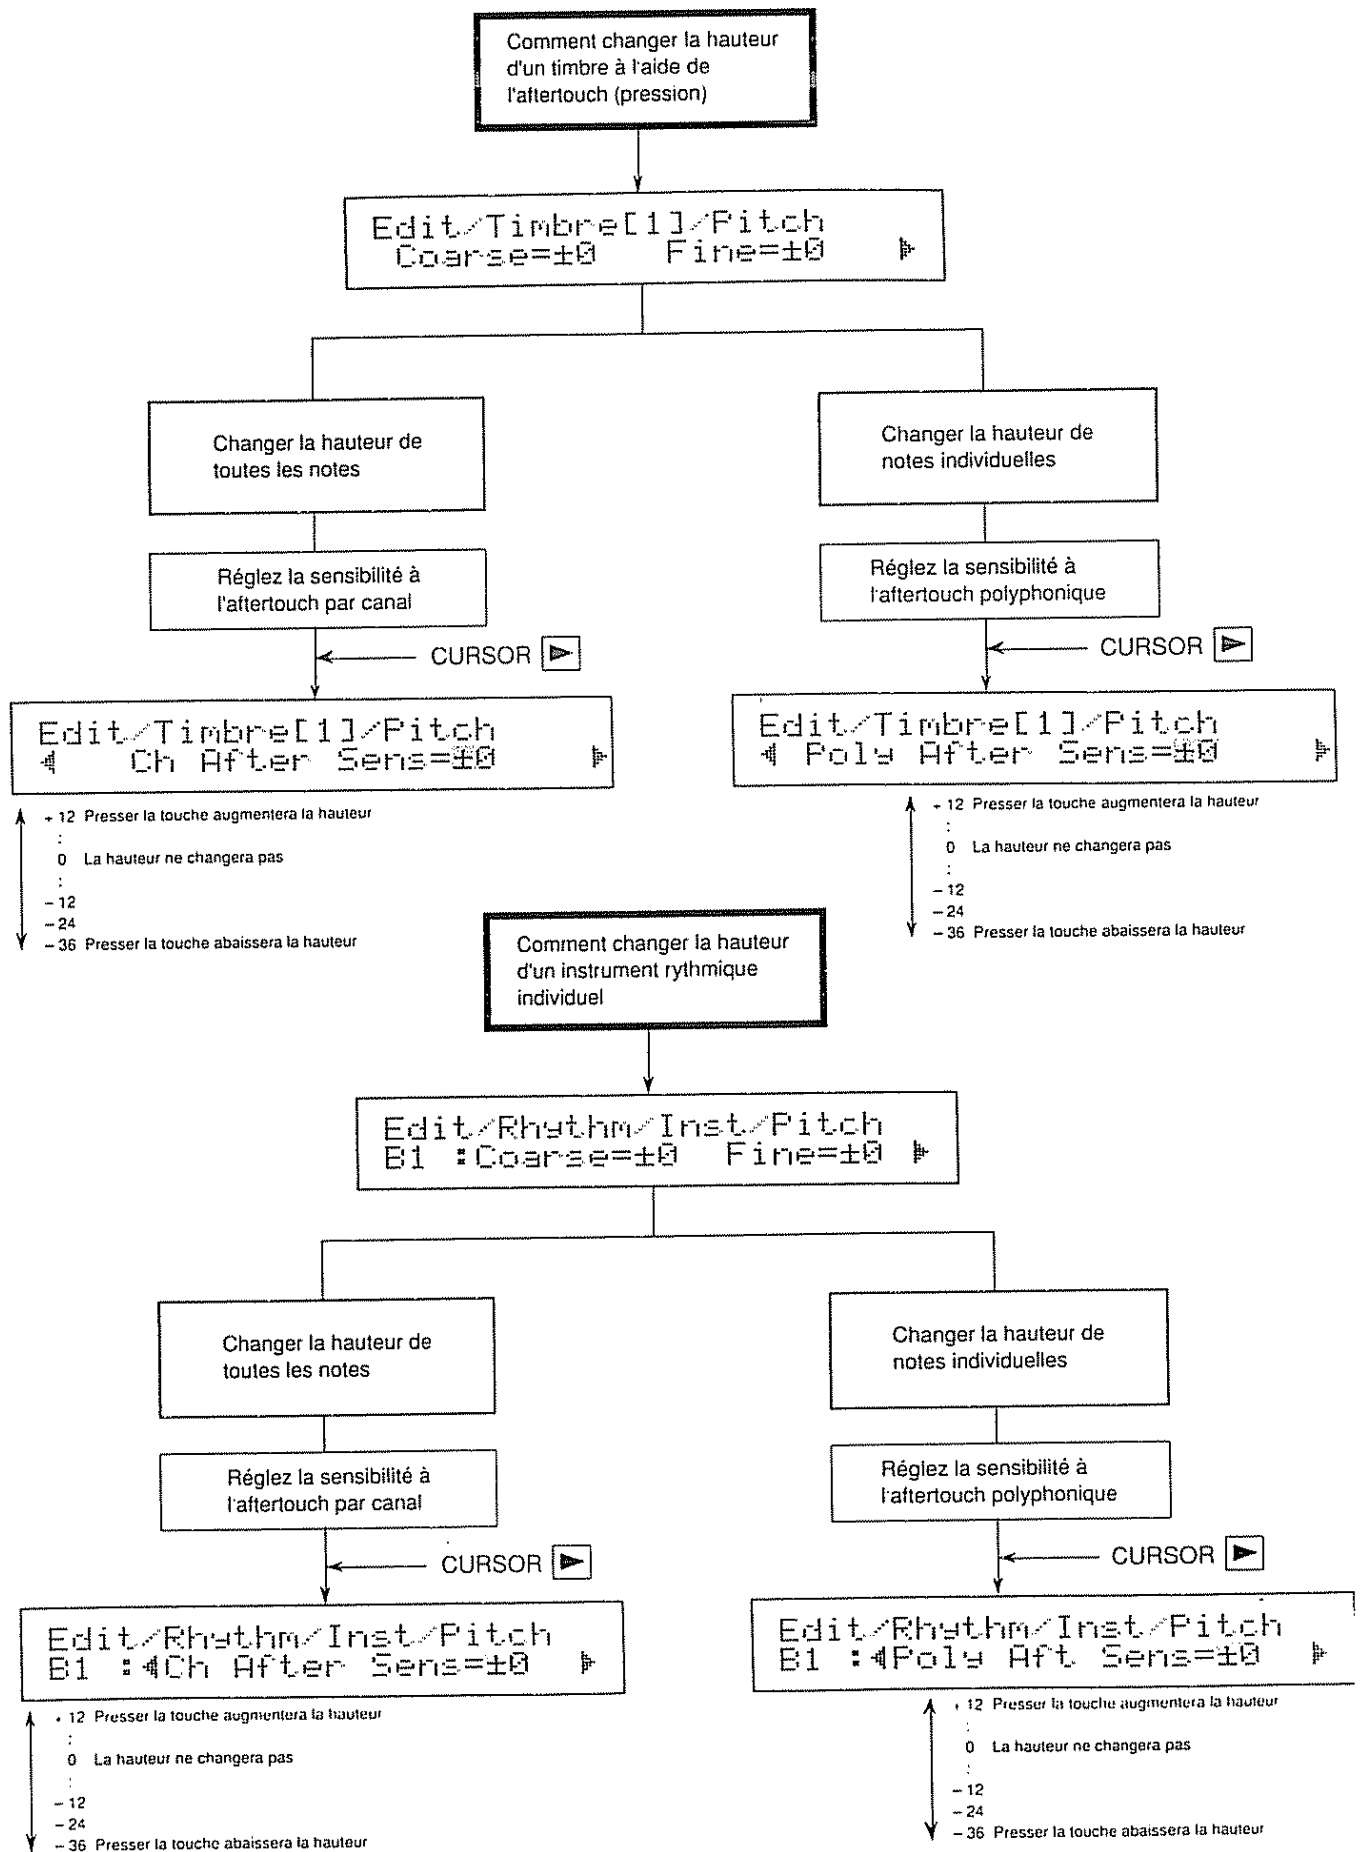 Comment changer la hauteur
d'un timbre à l'aide de
l'aftertouch (pression)
Edit/Timbre[1]/Pitch
Coarse=±0 Fine=±0
Changer la hauteur de
toutes les notes
Changer la hauteur de
notes individuelles
Réglez la sensibilité à
l'aftertouch par canal
Réglez la sensibilité à
l'aftertouch polyphonique
CURSOR
CURSOR
Edit/Timbre[1]/Pitch
Ch After Sens=±0
Edit/Timbre[1]/Pitch
Poly After Sens=±0
+ 12 Presser la touche augmentera la hauteur
:
0 La hauteur ne changera pas
:
– 12
– 24
– 36 Presser la touche abaissera la hauteur
+ 12 Presser la touche augmentera la hauteur
:
0 La hauteur ne changera pas
:
– 12
– 24
– 36 Presser la touche abaissera la hauteur
Comment changer la hauteur
d'un instrument rythmique
individuel
Edit/Rhythm/Inst/Pitch
B1 :Coarse=±0 Fine=±0
Changer la hauteur de
toutes les notes
Changer la hauteur de
notes individuelles
Réglez la sensibilité à
l'aftertouch par canal
Réglez la sensibilité à
l'aftertouch polyphonique
CURSOR
CURSOR
Edit/Rhythm/Inst/Pitch
B1 :Ch After Sens=±0
Edit/Rhythm/Inst/Pitch
B1 :Poly Aft Sens=±0
+ 12 Presser la touche augmentera la hauteur
:
0 La hauteur ne changera pas
:
– 12
– 24
– 36 Presser la touche abaissera la hauteur
+ 12 Presser la touche augmentera la hauteur
:
0 La hauteur ne changera pas
:
– 12
– 24
– 36 Presser la touche abaissera la hauteur